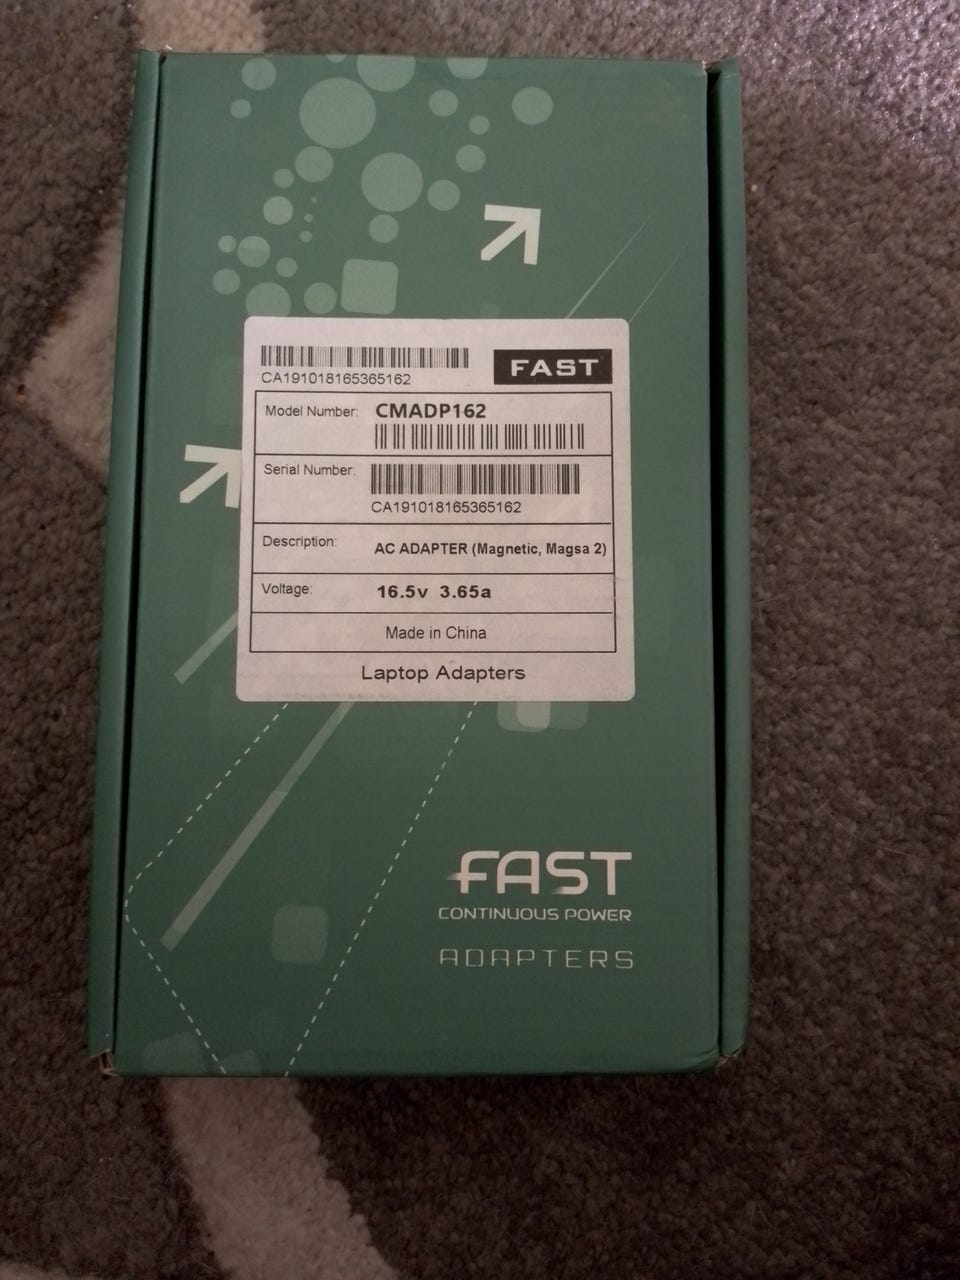 CA191018165365162
FAST
Model Number: CMADP162
Serial Number:
CA191018165365162
Description: AC ADAPTER (Magnetic, Magsa 2)
Voltage: 16.5v 3.65a
Made in China
Laptop Adapters
FAST
CONTINUOUS POWER
ADAPTERS